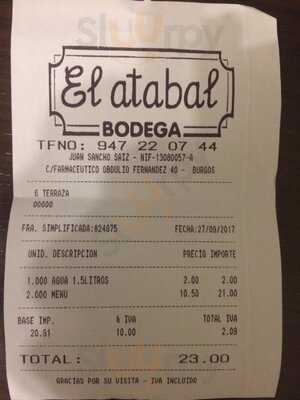 Sluurpy
El atabal
BODEGA
TFNO: 947 22 07 44
JUAN SANCHO SAIZ - NIF-13080057-A
C/FARMACEUTICO OBDULIO FERNANDEZ 40 - BURGOS
6 TERRAZA
00000
FRA. SIMPLIFICADA:824075 FECHA:27/09/2017
UNID. DESCRIPCION PRECIO IMPORTE
1.000 AGUA 1.5LITROS 2.00 2.00
2.000 MENU 10.50 21.00
BASE IMP. % IVA TOTAL IVA
20.91 10.00 2.09
TOTAL: 23.00
GRACIAS POR SU VISITA - IVA INCLUIDO